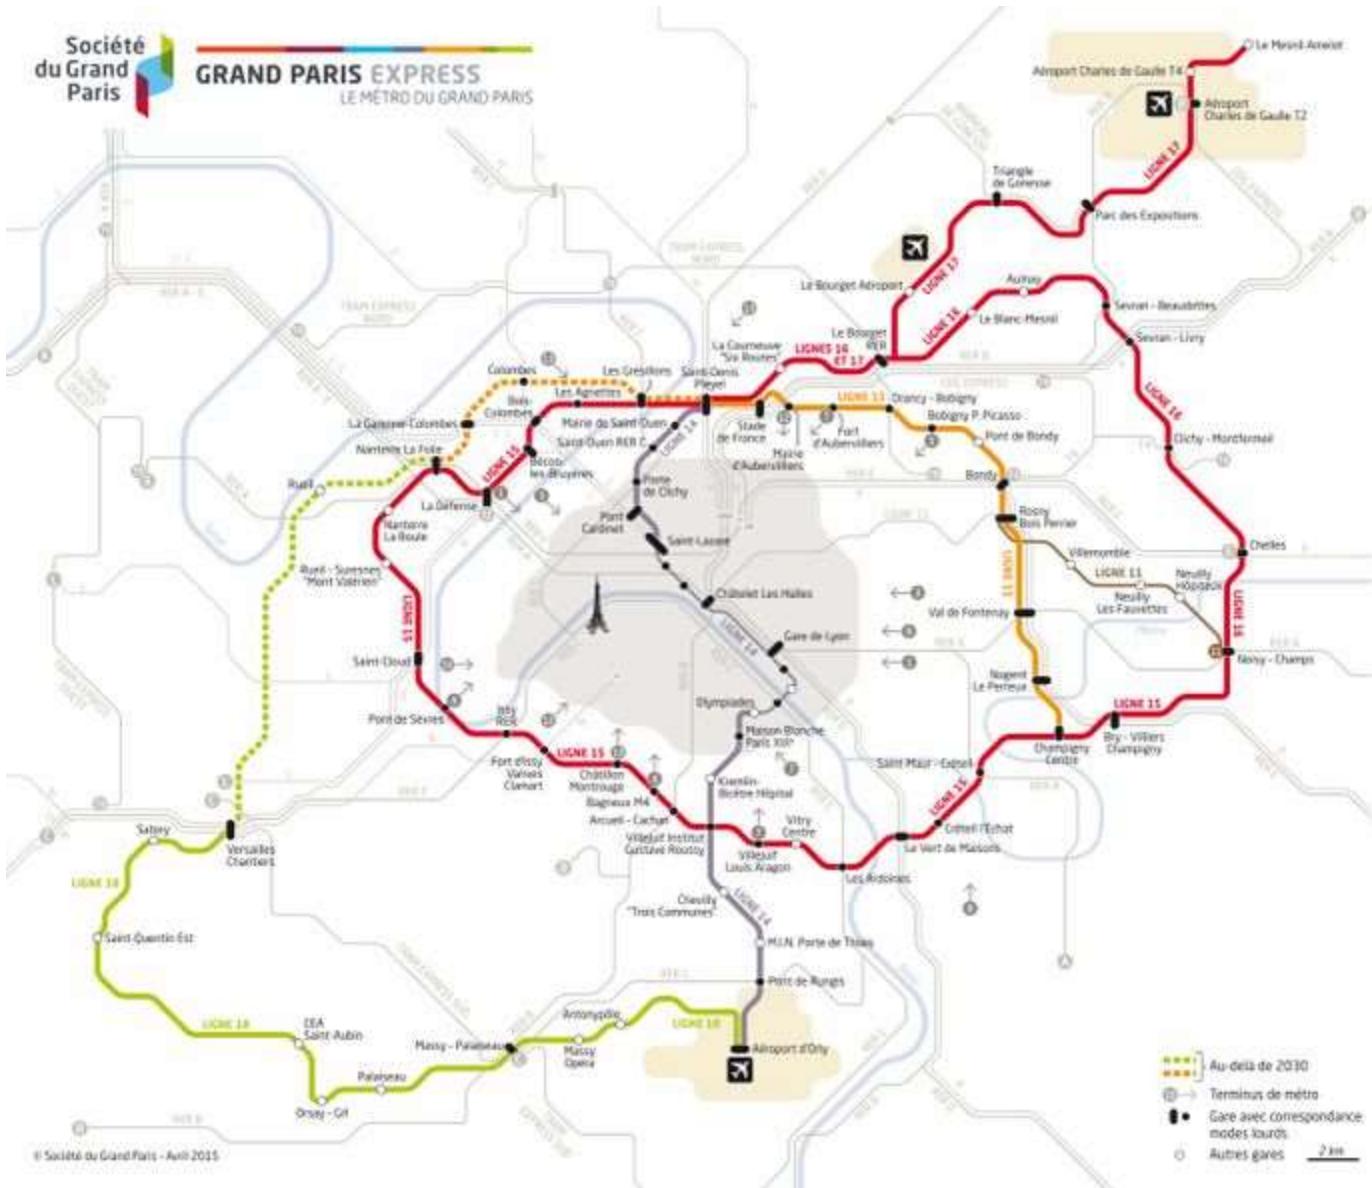 Société
du Grand
Paris
GRAND PARIS EXPRESS
LE MÉTRO DU GRAND PARIS
Le Mesnil-Amelot
Aéroport Charles de Gaulle T4
Aéroport
Charles de Gaulle T2
LIGNE 17
Triangle
de Gonesse
Parc des Expositions
LIGNE 17
Le Bourget Aéroport
Aulnay
Le Blanc-Mesnil
LIGNE 16
Sevran - Beaudottes
Sevran - Livry
Le Bourget
RER
La Courneuve
"Six Routes"
LIGNES 16
ET 17
Saint-Denis
Pleyel
Les Grésillons
Colombes
Les Agnettes
Bois-
Colombes
La Garenne-Colombes
Mairie de Saint-Ouen
Saint-Ouen RER C
LIGNE 14
Stade
de France
Mairie
d'Aubervilliers
Fort
d'Aubervilliers
Drancy - Bobigny
Bobigny P. Picasso
Pont de Bondy
LIGNE 16
Clichy - Montfermeil
Nanterre La Folie
LIGNE 15
Bécon-
les-Bruyères
La Défense
Rueil
Nanterre
La Boule
Rueil - Suresnes
"Mont Valérien"
Porte
de Clichy
Pont
Cardinet
Saint-Lazare
Châtelet Les Halles
LIGNE 14
Gare de Lyon
Bondy
Rosny
Bois Perrier
Villemomble
LIGNE 11
Neuilly
Hôpitaux
Neuilly
Les Fauvettes
Chelles
LIGNE 16
Noisy - Champs
Val de Fontenay
Nogent
Le Perreux
LIGNE 15
Saint-Cloud
Pont de Sèvres
Issy
RER
Fort d'Issy
Vanves
Clamart
LIGNE 15
Châtillon
Montrouge
Bagneux M4
Arcueil - Cachan
Olympiades
Maison Blanche
Paris XIIIe
Kremlin-
Bicêtre Hôpital
Villejuif Institut
Gustave Roussy
Villejuif
Louis Aragon
Vitry
Centre
Les Ardoines
Le Vert de Maisons
Créteil l'Échat
LIGNE 15
Saint Maur - Créteil
Champigny
Centre
Bry - Villiers
Champigny
LIGNE 15
Satory
Versailles
Chantiers
LIGNE 18
Saint-Quentin Est
LIGNE 18
CEA
Saint-Aubin
Orsay - Gif
Palaiseau
Massy - Palaiseau
Massy
Opéra
Antonypôle
LIGNE 18
Chevilly
"Trois Communes"
LIGNE 14
M.I.N. Porte de Thiais
Pont de Rungis
Aéroport d'Orly
Au-delà de 2030
Terminus de métro
Gare avec correspondance
modes lourds
Autres gares
2 km
© Société du Grand Paris - Avril 2015